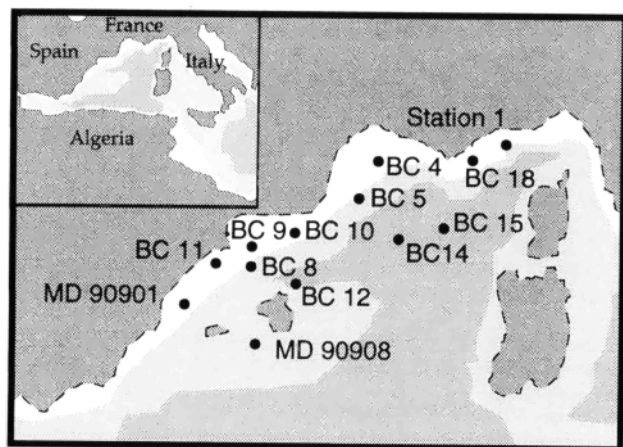 France
Spain
Italy
Algeria
Station 1
BC 4
BC 18
BC 5
BC 9
BC 10
BC 15
BC14
BC 11
BC 8
BC 12
MD 90901
MD 90908